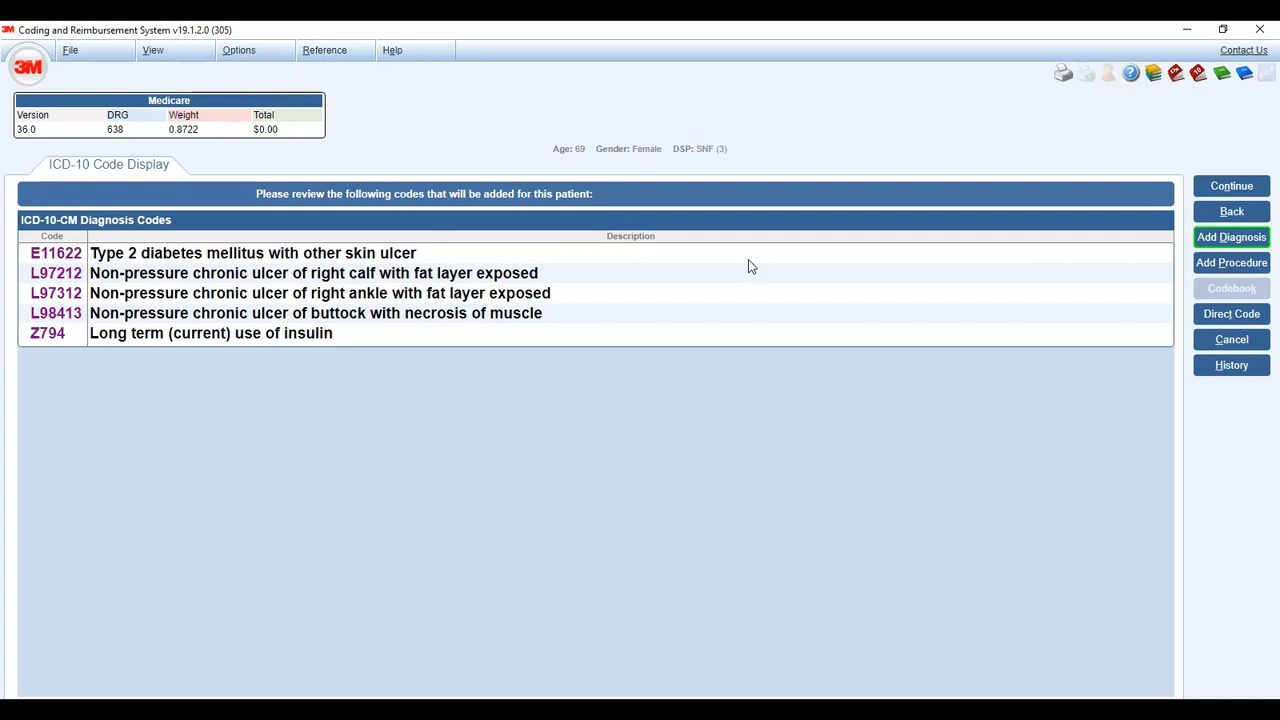 3M Coding and Reimbursement System v19.1.2.0 (305)
File View Options Reference Help Contact Us
3M
Medicare
Version DRG Weight Total
36.0 638 0.8722 $0.00
Age: 69 Gender: Female DSP: SNF (3)
ICD-10 Code Display
Please review the following codes that will be added for this patient:
ICD-10-CM Diagnosis Codes
Code Description
E11622 Type 2 diabetes mellitus with other skin ulcer
L97212 Non-pressure chronic ulcer of right calf with fat layer exposed
L97312 Non-pressure chronic ulcer of right ankle with fat layer exposed
L98413 Non-pressure chronic ulcer of buttock with necrosis of muscle
Z794 Long term (current) use of insulin
Continue
Back
Add Diagnosis
Add Procedure
Codebook
Direct Code
Cancel
History